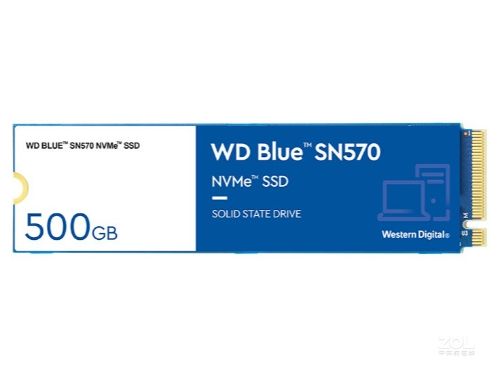 WD BLUE™ SN570 NVMe™ SSD
500GB
WD Blue™ SN570
NVMe™ SSD
SOLID STATE DRIVE
Western Digital®
ZOL